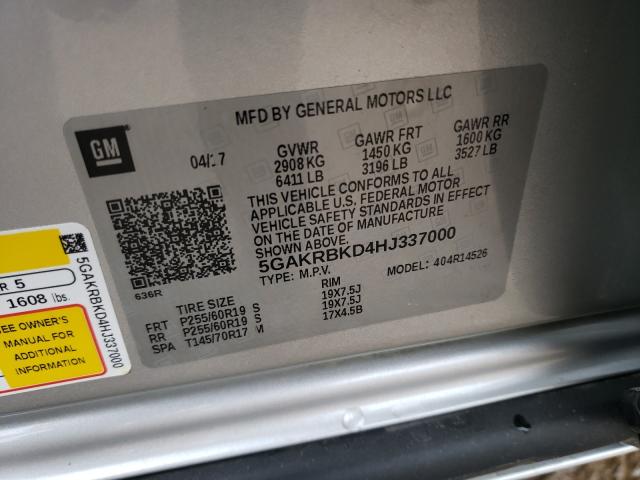 MFD BY GENERAL MOTORS LLC
GM
04/17
GVWR GAWR FRT GAWR RR
2908 KG 1450 KG 1600 KG
6411 LB 3196 LB 3527 LB
THIS VEHICLE CONFORMS TO ALL
APPLICABLE U.S. FEDERAL MOTOR
VEHICLE SAFETY STANDARDS IN EFFECT
ON THE DATE OF MANUFACTURE
SHOWN ABOVE.
5GAKRBKD4HJ337000
TYPE: M.P.V. MODEL: 404R14526
636R
TIRE SIZE RIM
FRT P255/60R19 S 19X7.5J
RR P255/60R19 S 19X7.5J
SPA T145/70R17 M 17X4.5B
R 5
1608 lbs.
SEE OWNER'S
MANUAL FOR
ADDITIONAL
INFORMATION
5GAKRBKD4HJ337000